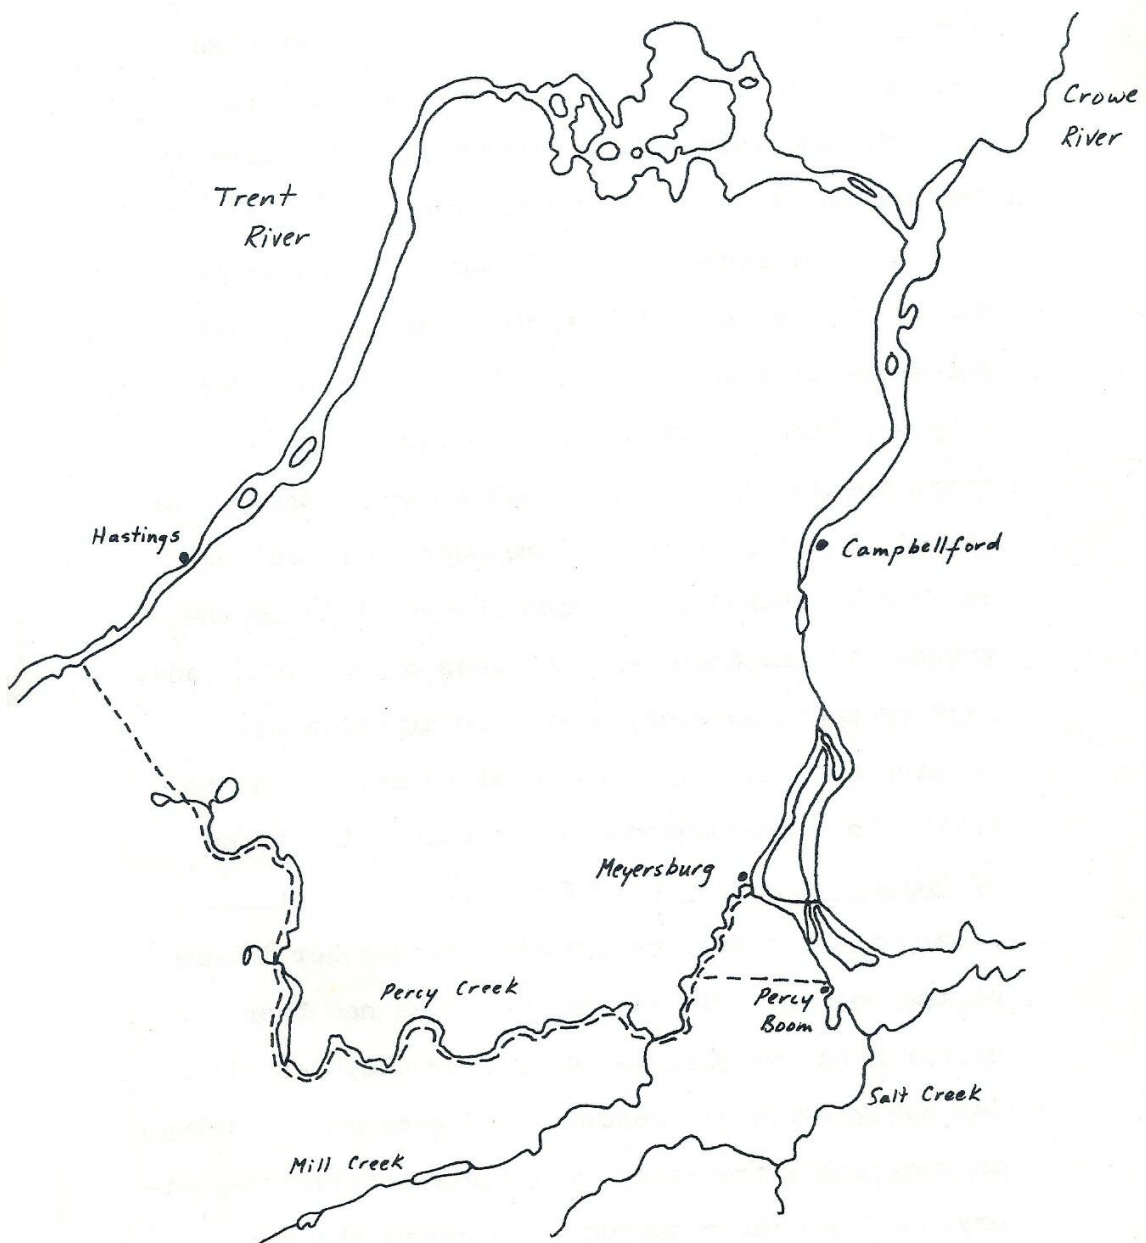 Crowe
River
Trent
River
Hastings
Campbellford
Meyersburg
Percy Creek
Percy
Boom
Salt Creek
Mill Creek